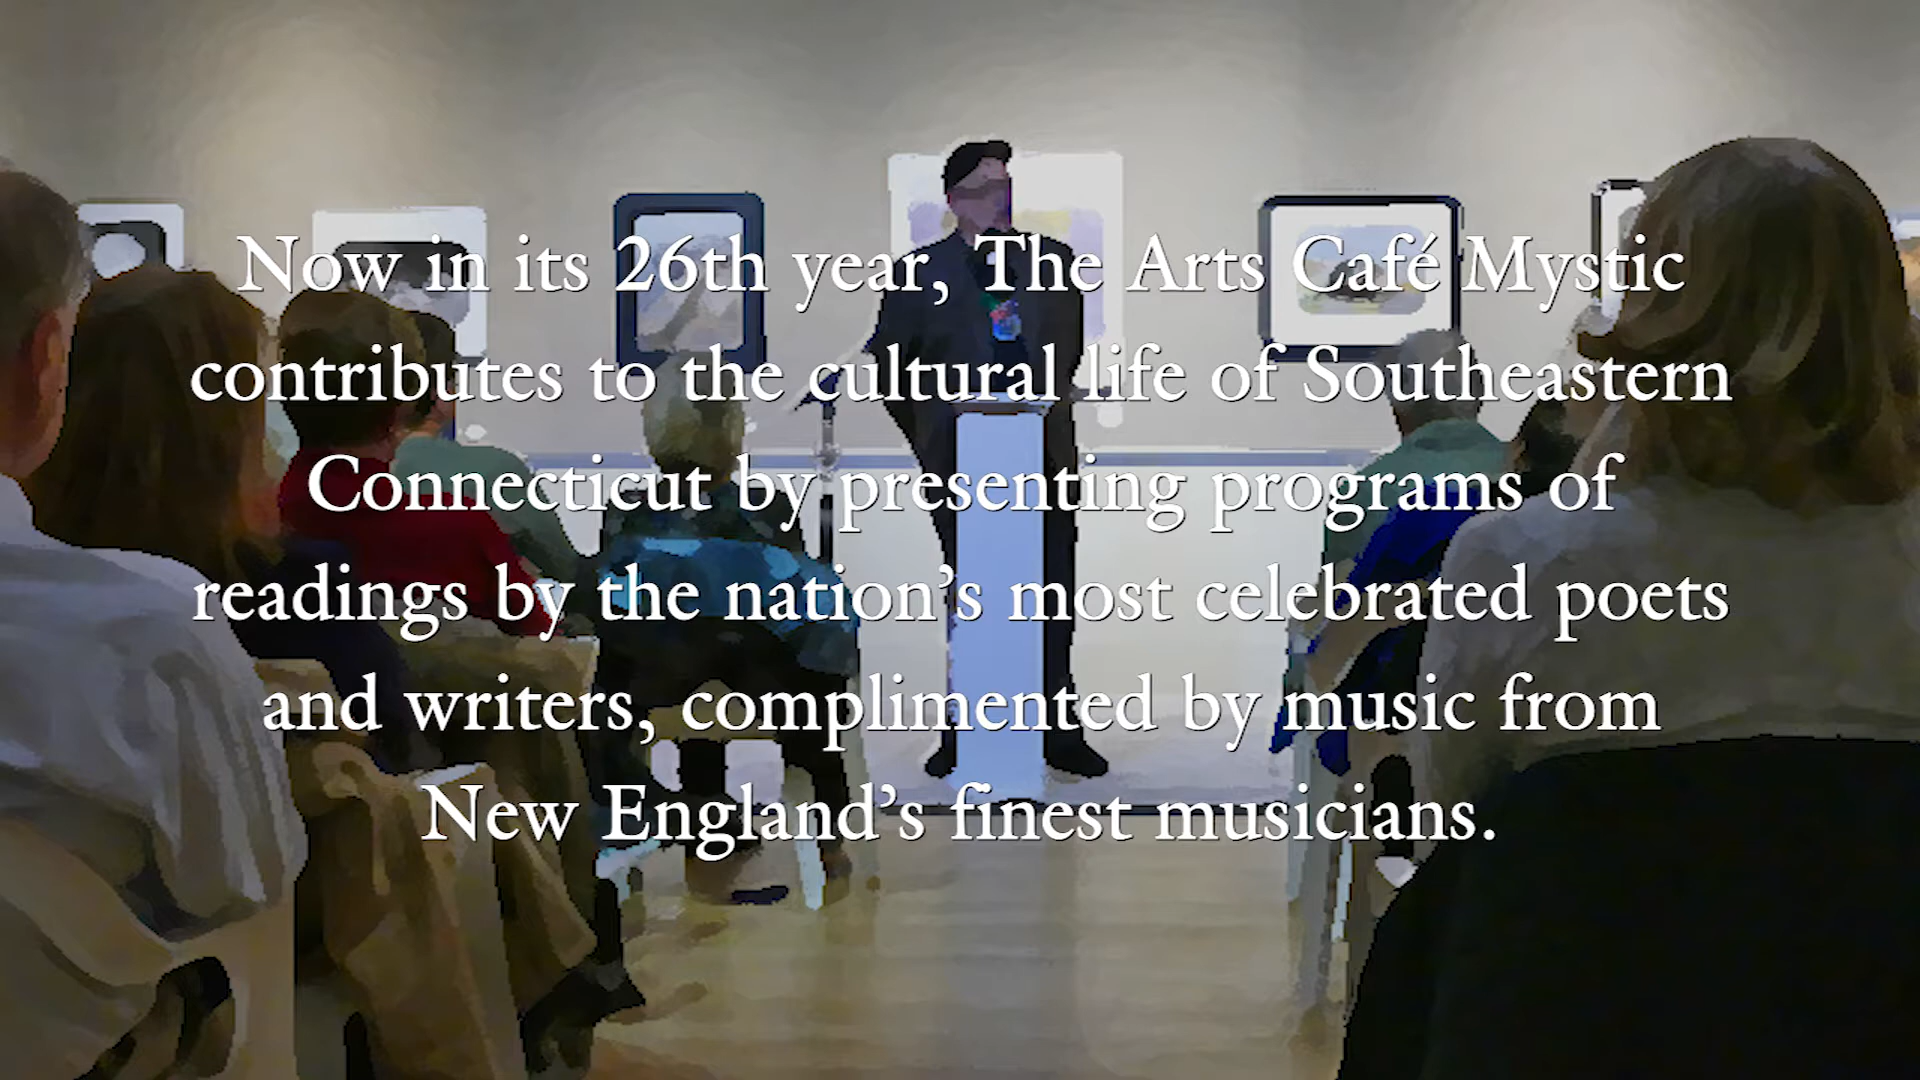 Now in its 26th year, The Arts Café Mystic
contributes to the cultural life of Southeastern
Connecticut by presenting programs of
readings by the nation’s most celebrated poets
and writers, complimented by music from
New England’s finest musicians.